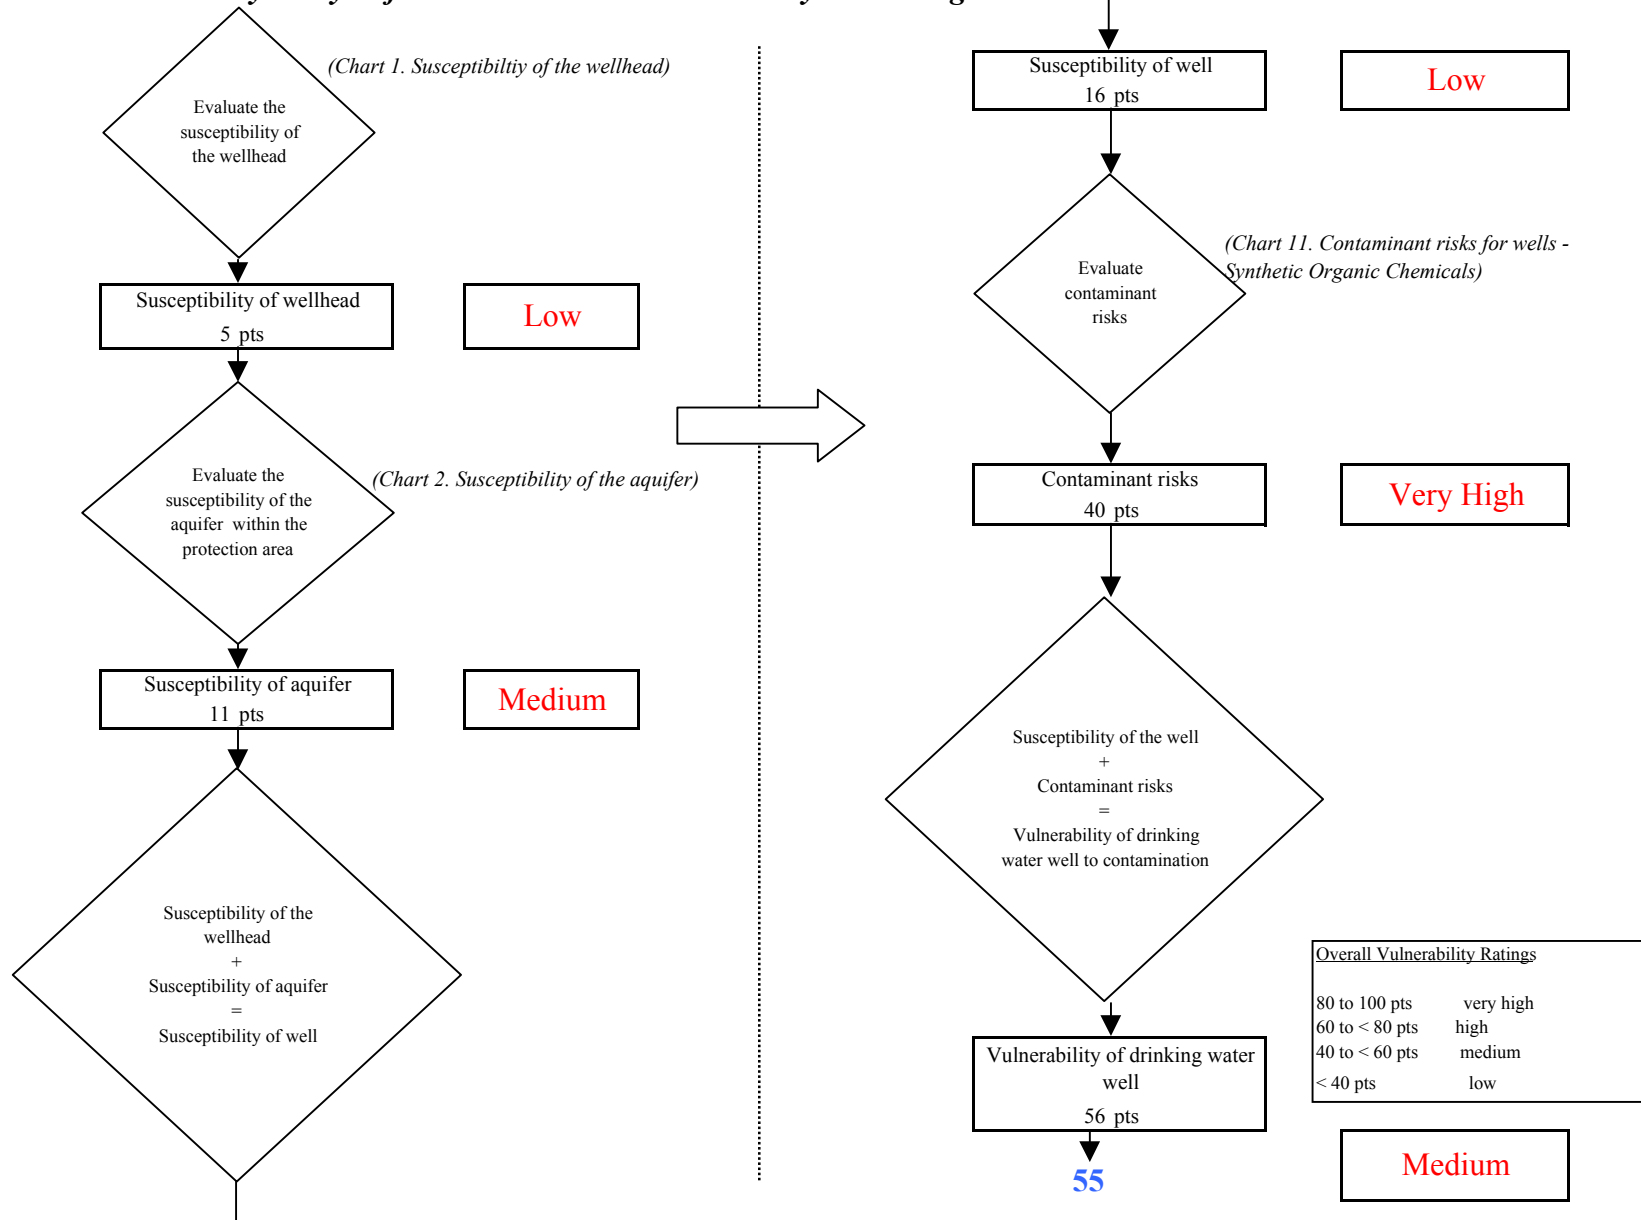 (Chart 1. Susceptibiltiy of the wellhead)
Evaluate the
susceptibility of
the wellhead
Susceptibility of wellhead
5 pts
Low
(Chart 2. Susceptibility of the aquifer)
Evaluate the
susceptibility of the
aquifer within the
protection area
Susceptibility of aquifer
11 pts
Medium
Susceptibility of the
wellhead
+
Susceptibility of aquifer
=
Susceptibility of well
Susceptibility of well
16 pts
Low
(Chart 11. Contaminant risks for wells -
Synthetic Organic Chemicals)
Evaluate
contaminant
risks
Contaminant risks
40 pts
Very High
Susceptibility of the well
+
Contaminant risks
=
Vulnerability of drinking
water well to contamination
Overall Vulnerability Ratings
80 to 100 pts very high
60 to < 80 pts high
40 to < 60 pts medium
< 40 pts low
Vulnerability of drinking water
well
56 pts
55
Medium